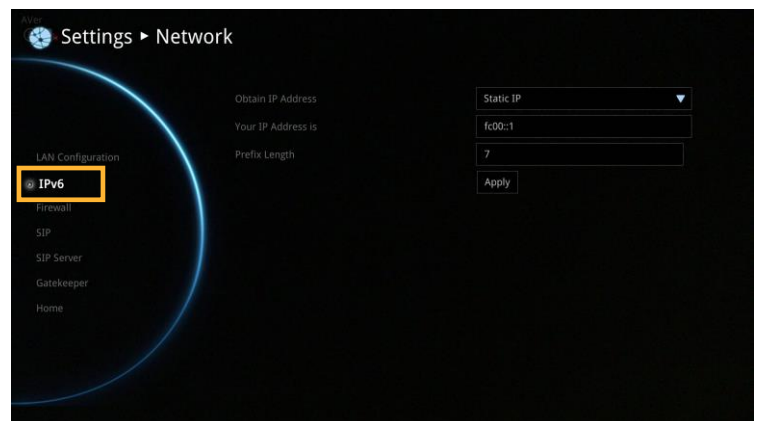 AVer
Settings ▸ Network
Obtain IP Address
Static IP
Your IP Address is
fc00::1
LAN Configuration
Prefix Length
7
IPv6
Apply
Firewall
SIP
SIP Server
Gatekeeper
Home